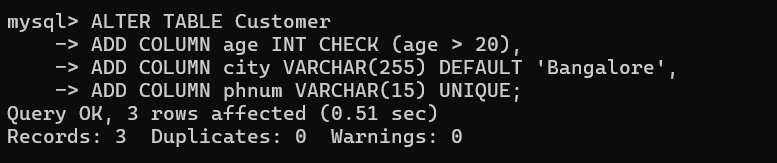 mysql> ALTER TABLE Customer
    -> ADD COLUMN age INT CHECK (age > 20),
    -> ADD COLUMN city VARCHAR(255) DEFAULT 'Bangalore',
    -> ADD COLUMN phnum VARCHAR(15) UNIQUE;
Query OK, 3 rows affected (0.51 sec)
Records: 3  Duplicates: 0  Warnings: 0